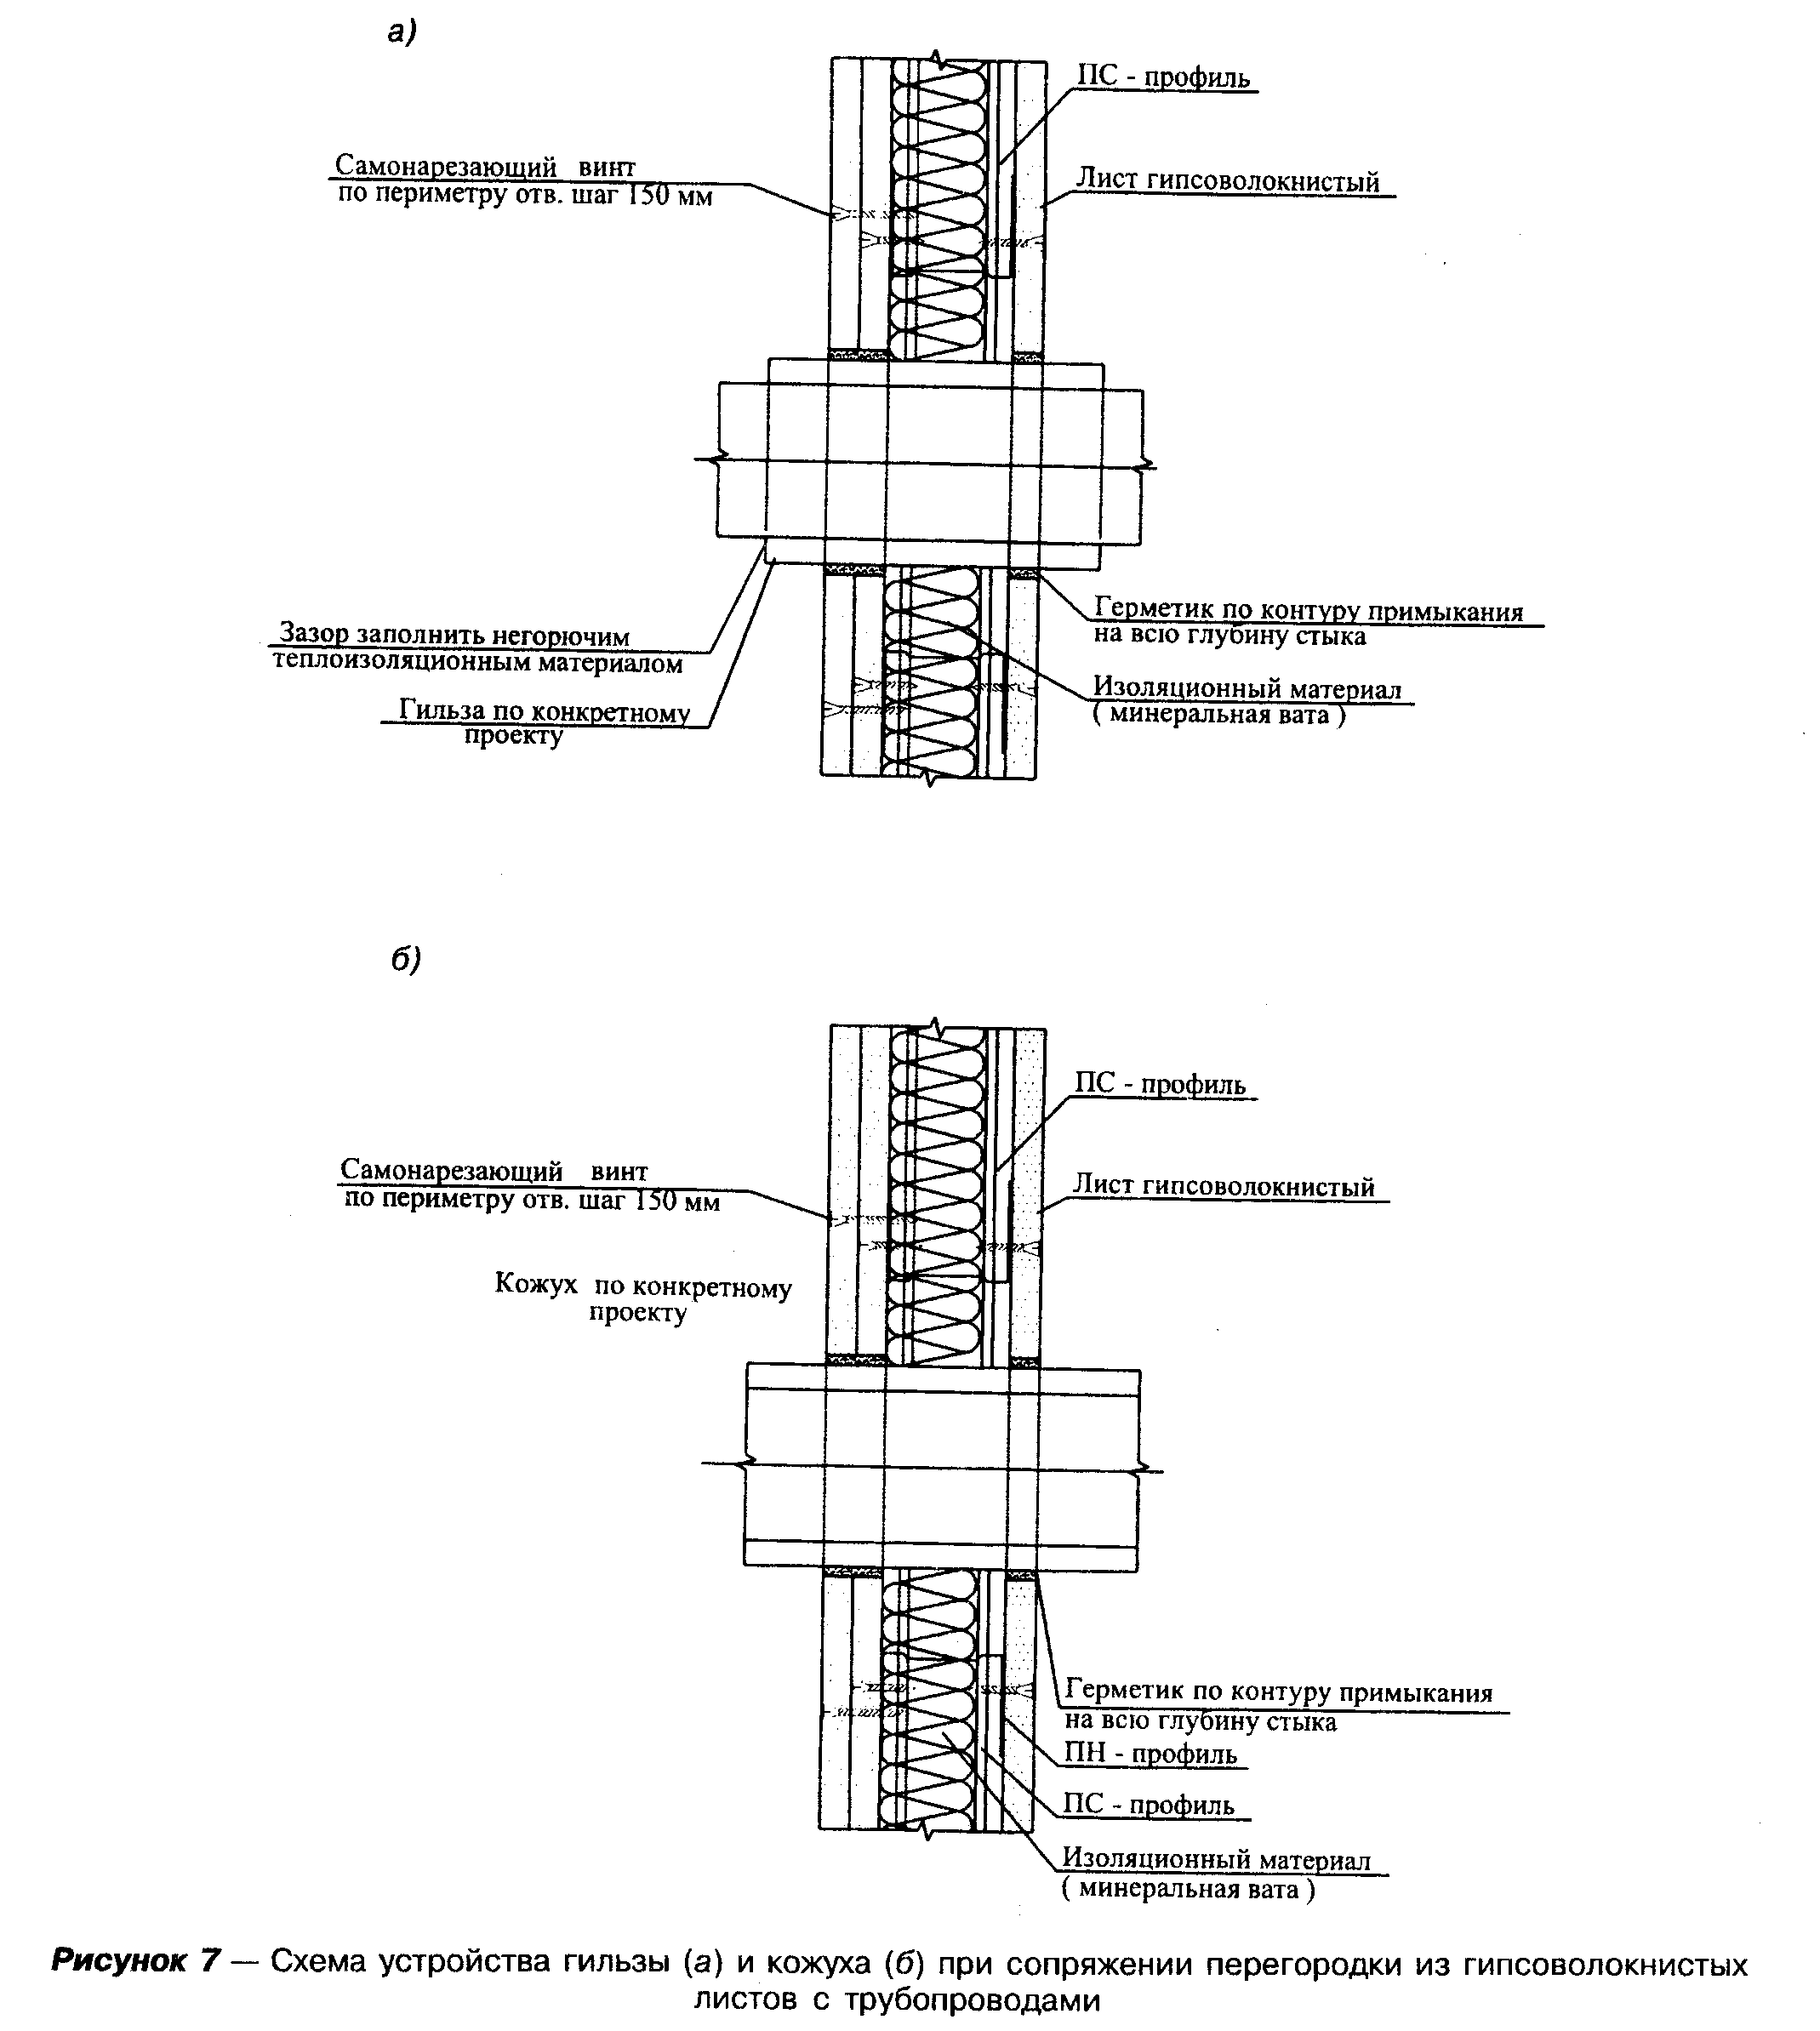 а)
ПС - профиль
Самонарезающий винт
по периметру отв. шаг 150 мм
Лист гипсоволокнистый
Зазор заполнить негорючим
теплоизоляционным материалом
Гильза по конкретному
проекту
Герметик по контуру примыкания
на всю глубину стыка
Изоляционный материал
( минеральная вата )
б)
ПС - профиль
Самонарезающий винт
по периметру отв. шаг 150 мм
Лист гипсоволокнистый
Кожух по конкретному
проекту
Герметик по контуру примыкания
на всю глубину стыка
ПН - профиль
ПС - профиль
Изоляционный материал
( минеральная вата )
Рисунок 7 — Схема устройства гильзы (а) и кожуха (б) при сопряжении перегородки из гипсоволокнистых
листов с трубопроводами